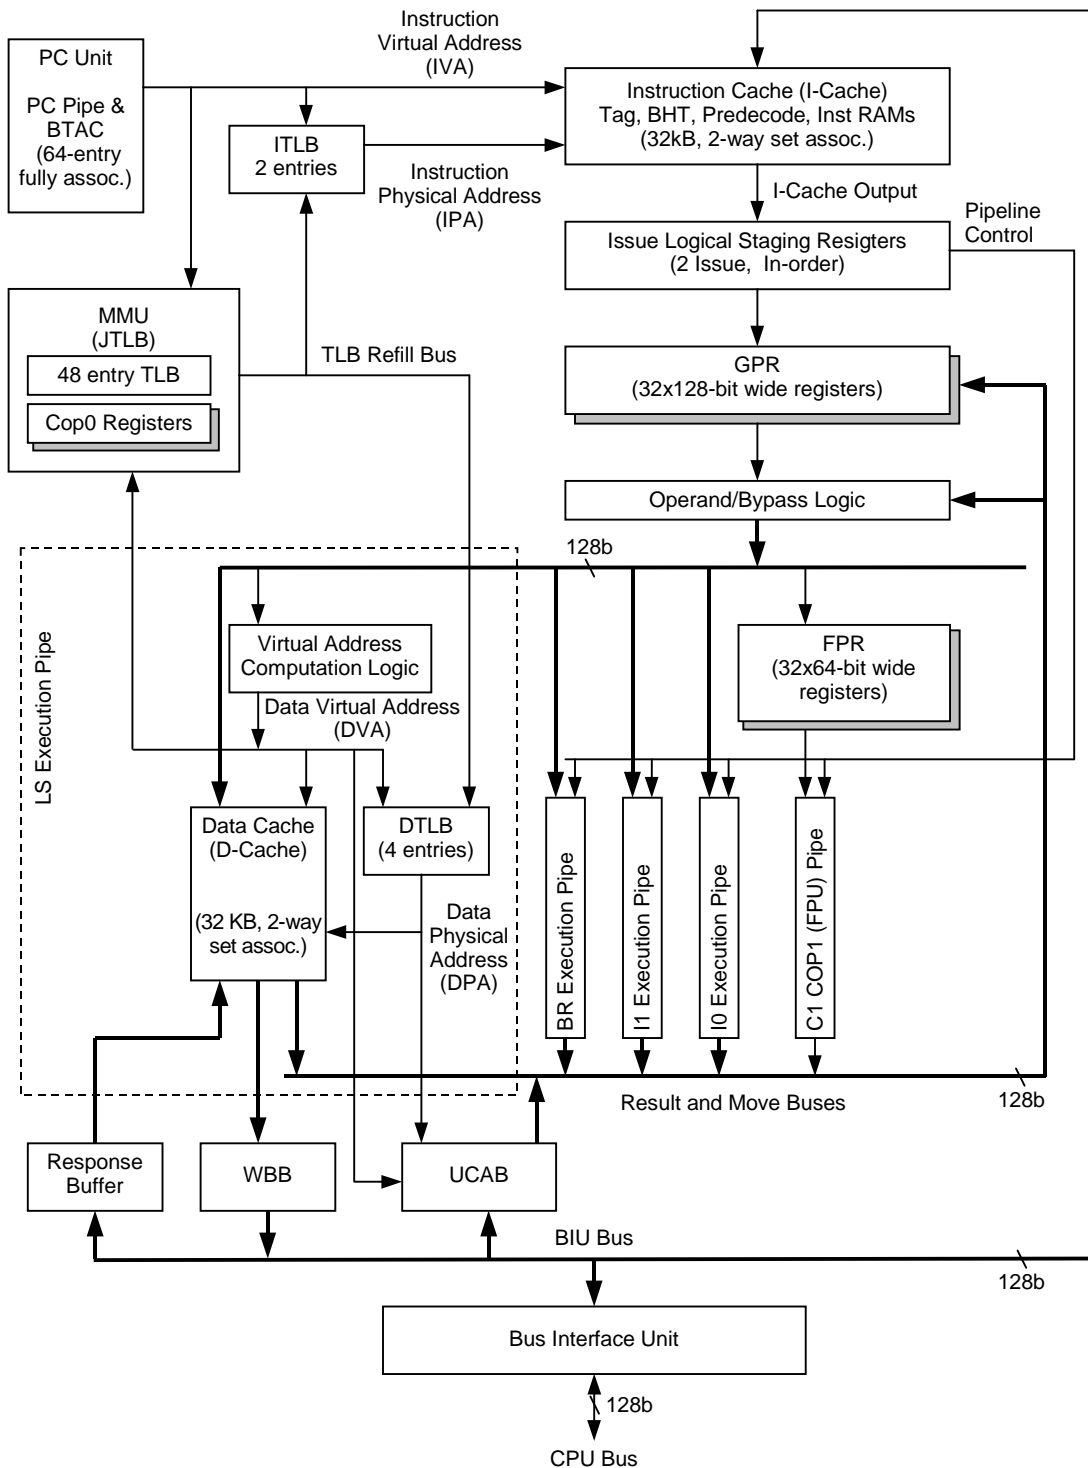 PC Unit
PC Pipe &
BTAC
(64-entry
fully assoc.)
Instruction
Virtual Address
(IVA)
ITLB
2 entries
Instruction
Physical Address
(IPA)
Instruction Cache (I-Cache)
Tag, BHT, Predecode, Inst RAMs
(32kB, 2-way set assoc.)
I-Cache Output
Pipeline
Control
Issue Logical Staging Resigters
(2 Issue, In-order)
MMU
(JTLB)
48 entry TLB
Cop0 Registers
TLB Refill Bus
GPR
(32x128-bit wide registers)
Operand/Bypass Logic
128b
LS Execution Pipe
Virtual Address
Computation Logic
Data Virtual Address
(DVA)
FPR
(32x64-bit wide
registers)
Data Cache
(D-Cache)
(32 KB, 2-way
set assoc.)
DTLB
(4 entries)
Data
Physical
Address
(DPA)
BR Execution Pipe
I1 Execution Pipe
I0 Execution Pipe
C1 COP1 (FPU) Pipe
Result and Move Buses
128b
Response
Buffer
WBB
UCAB
BIU Bus
128b
Bus Interface Unit
128b
CPU Bus